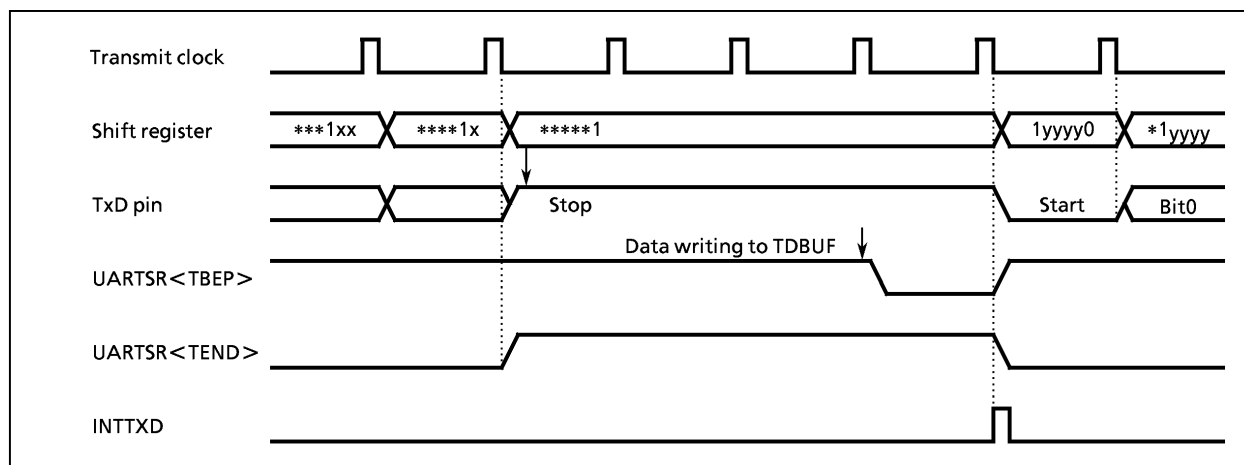 Transmit clock
Shift register ***1xx ****1x *****1 1yyyy0 *1yyyy
TxD pin Stop Start Bit0
Data writing to TDBUF
UARTSR<TBEP>
UARTSR<TEND>
INTTXD